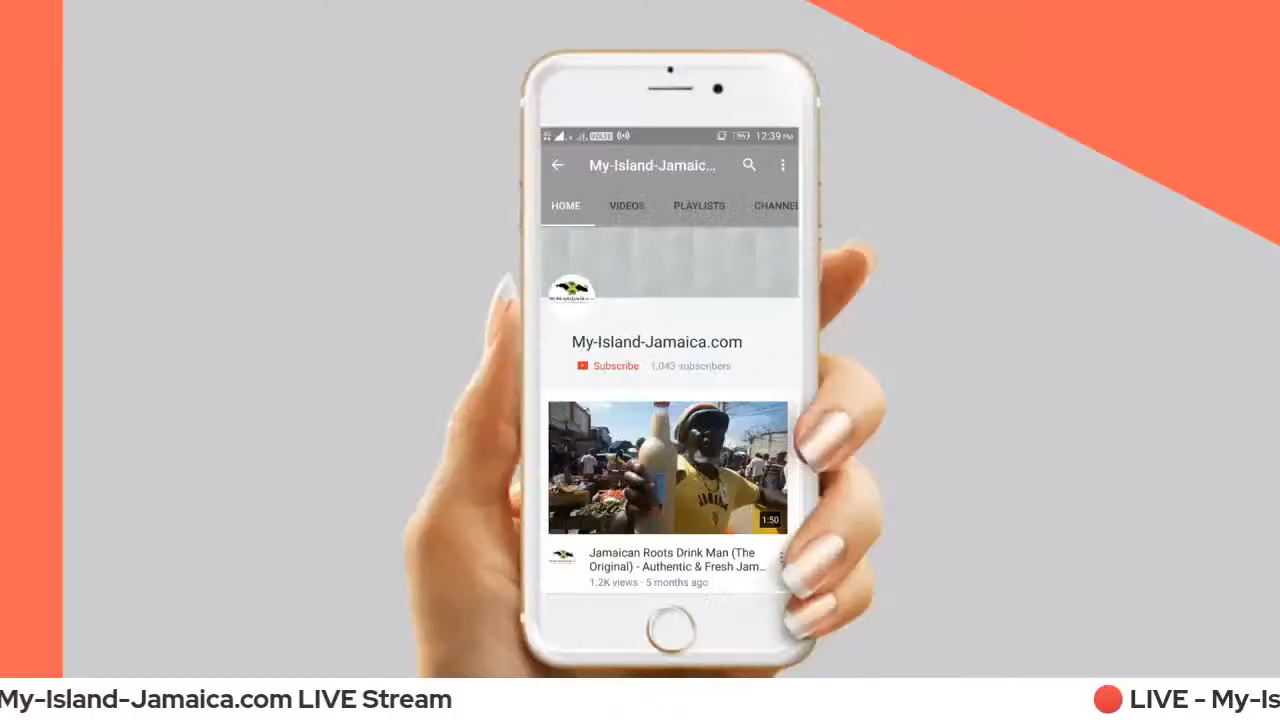 VOLTE 12:39 PM
My-Island-Jamaic...
HOME VIDEOS PLAYLISTS CHANNEL
My-Island-Jamaica.com
Subscribe 1,043 subscribers
JAMAICA
1:50
Jamaican Roots Drink Man (The
Original) - Authentic & Fresh Jam...
1.2K views · 5 months ago
My-Island-Jamaica.com LIVE Stream 🔴 LIVE - My-Is